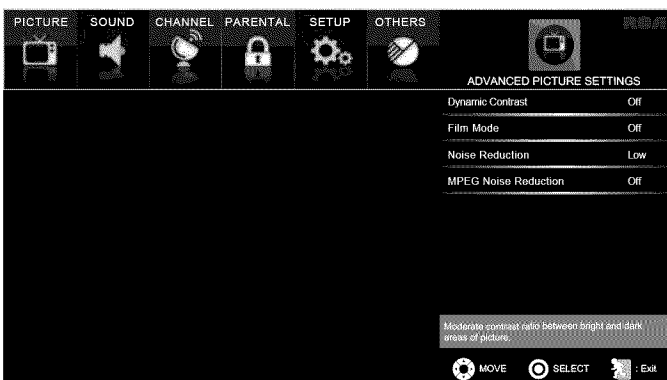 PICTURE SOUND CHANNEL PARENTAL SETUP OTHERS
RCA
ADVANCED PICTURE SETTINGS
Dynamic Contrast Off
Film Mode Off
Noise Reduction Low
MPEG Noise Reduction Off
Moderate contrast ratio between bright and dark
areas of picture.
MOVE SELECT : Exit